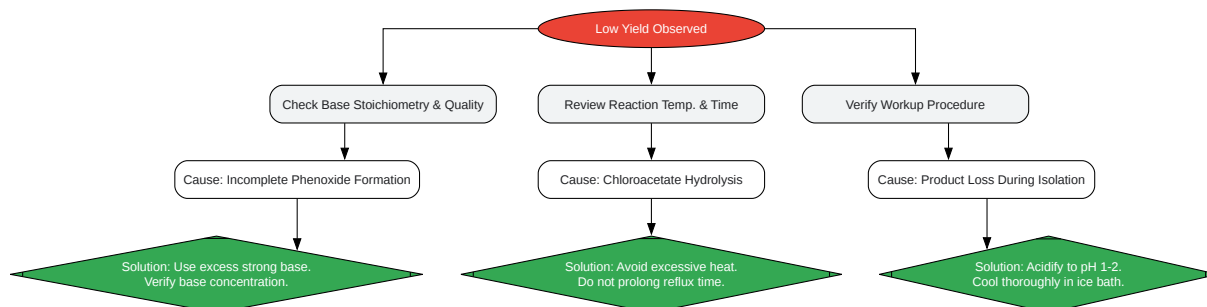 Low Yield Observed
Check Base Stoichiometry & Quality
Review Reaction Temp. & Time
Verify Workup Procedure
Cause: Incomplete Phenoxide Formation
Cause: Chloroacetate Hydrolysis
Cause: Product Loss During Isolation
Solution: Use excess strong base.
Verify base concentration.
Solution: Avoid excessive heat.
Do not prolong reflux time.
Solution: Acidify to pH 1-2.
Cool thoroughly in ice bath.